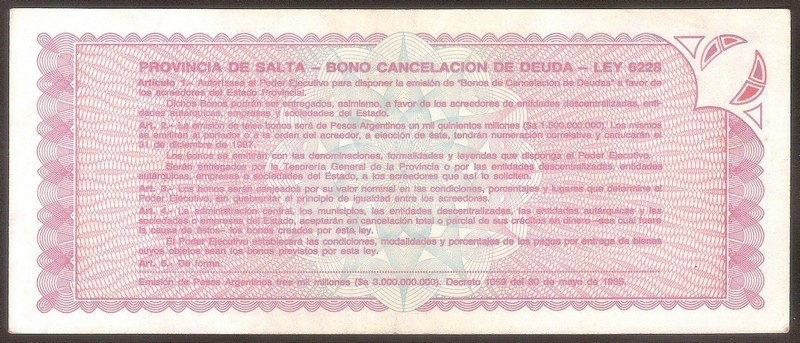 PROVINCIA DE SALTA – BONO CANCELACION DE DEUDA – LEY 6228
Artículo 1.- Autorízase al Poder Ejecutivo para disponer la emisión de "Bonos de Cancelación de Deudas" a favor de
los acreedores del Estado Provincial.
Dichos Bonos podrán ser entregados, asimismo, a favor de los acreedores de entidades descentralizadas, enti-
dades autárquicas, empresas y sociedades del Estado.
Art. 2.- La emisión de tales bonos será de Pesos Argentinos un mil quinientos millones ($a 1.500.000.000). Los mismos
se emitirán al portador o a la orden del acreedor, a elección de éste, tendrán numeración correlativa y caducarán el
31 de diciembre de 1987.
Los bonos se emitirán con las denominaciones, formalidades y leyendas que disponga el Poder Ejecutivo.
Serán entregados por la Tesorería General de la Provincia o por las entidades descentralizadas, entidades
autárquicas, empresas o sociedades del Estado, a los acreedores que así lo soliciten.
Art. 3.- Los bonos serán canjeados por su valor nominal en las condiciones, porcentajes y lugares que determine el
Poder Ejecutivo, sin quebrantar el principio de igualdad entre los acreedores.
Art. 4.- La administración central, los municipios, las entidades descentralizadas, las entidades autárquicas y las
sociedades o empresas del Estado, aceptarán en cancelación total o parcial de sus créditos en dinero –sea cual fuera
la causa de éstos– los bonos creados por esta ley.
El Poder Ejecutivo establecerá las condiciones, modalidades y porcentajes de los pagos por entrega de bienes
cuyos objetos sean los bonos previstos por esta ley.
Art. 5.- De forma.
Emisión de Pesos Argentinos tres mil millones ($a 3.000.000.000). Decreto 1059 del 30 de mayo de 1985.